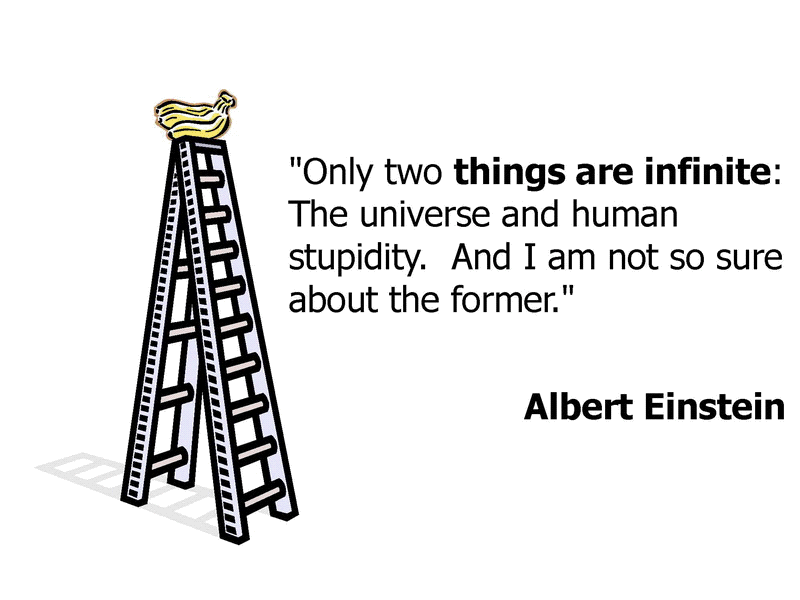 "Only two things are infinite:
The universe and human
stupidity.  And I am not so sure
about the former."
Albert Einstein